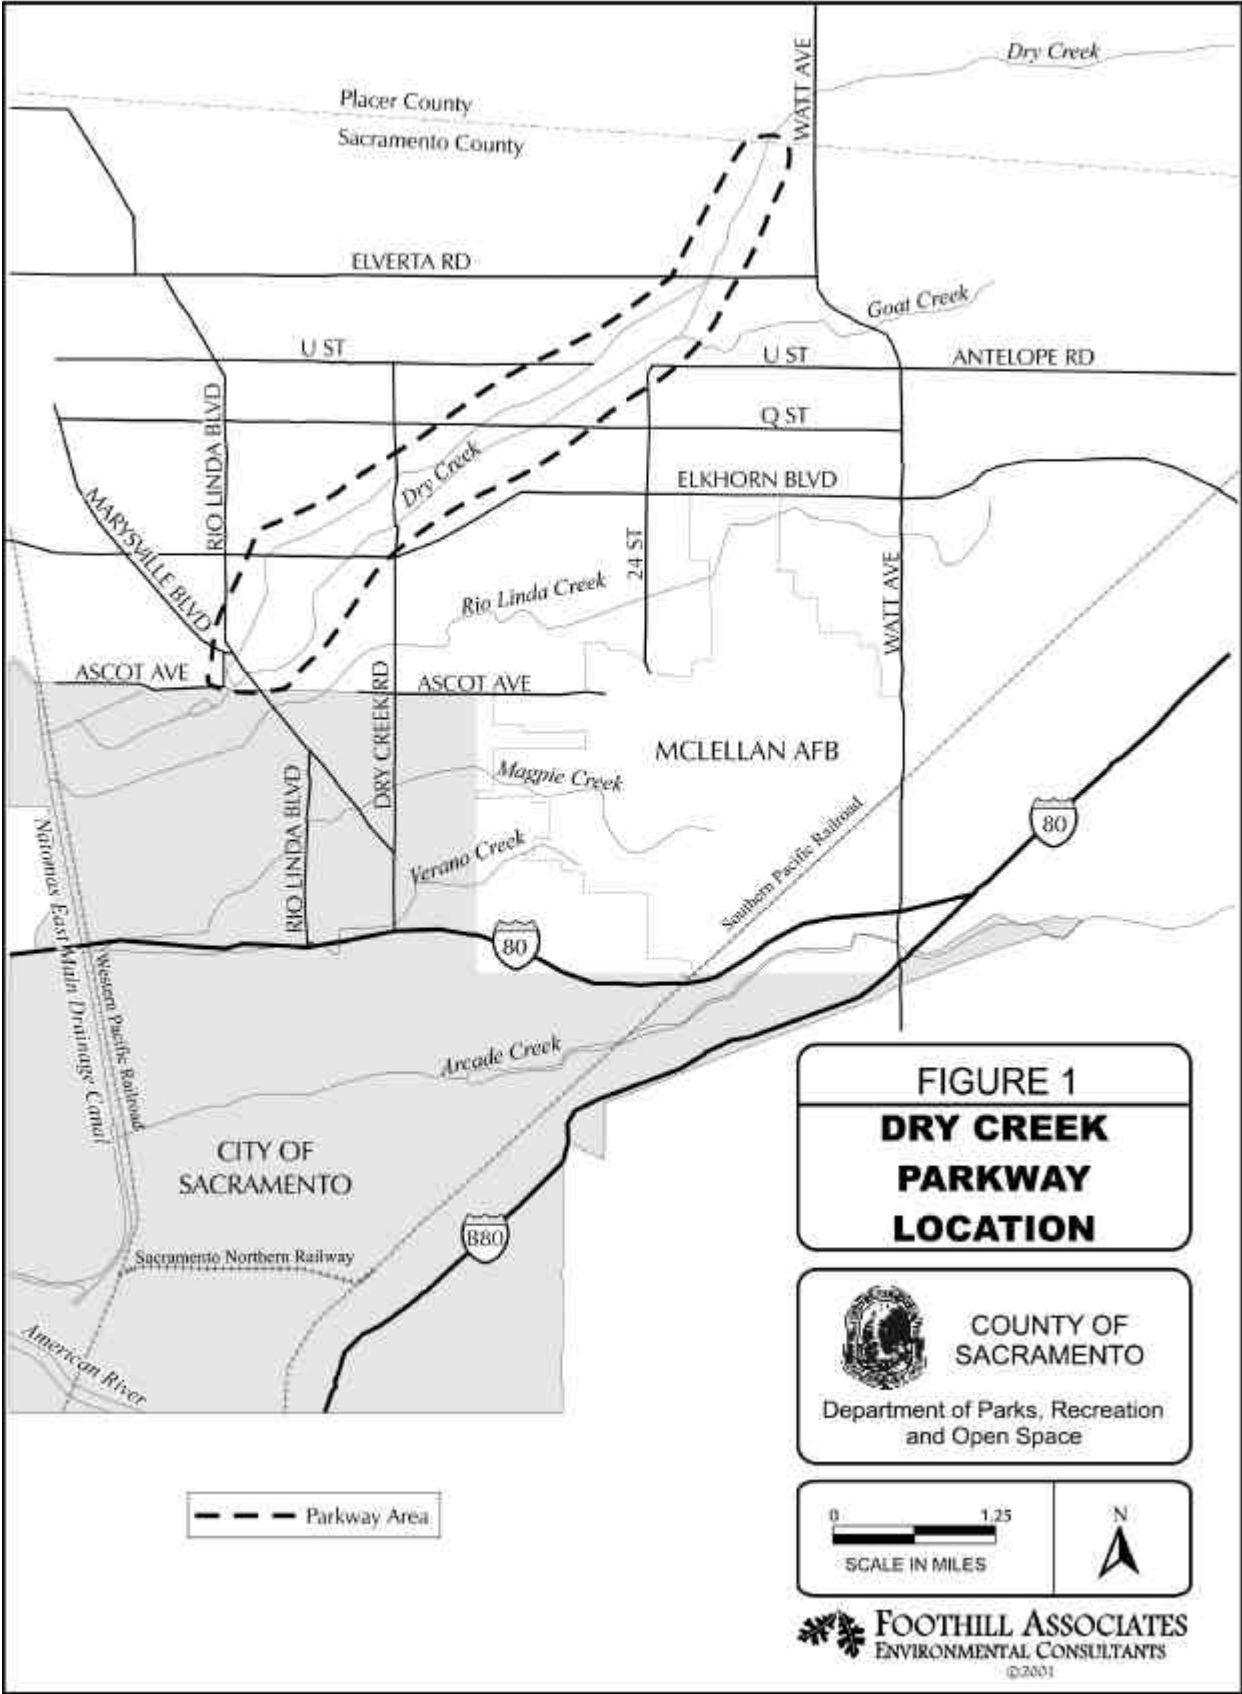 Dry Creek
WATT AVE
Placer County
Sacramento County
ELVERTA RD
Goat Creek
U ST
U ST
ANTELOPE RD
RIO LINDA BLVD
Q ST
Dry Creek
ELKHORN BLVD
MARYSVILLE BLVD
24 ST
Rio Linda Creek
WATT AVE
ASCOT AVE
ASCOT AVE
DRY CREEK RD
MCLELLAN AFB
Magpie Creek
RIO LINDA BLVD
80
Southern Pacific Railroad
Verano Creek
Natomas East Main Drainage Canal
80
Western Pacific Railroad
Arcade Creek
CITY OF
SACRAMENTO
B80
Sacramento Northern Railway
American River
FIGURE 1
DRY CREEK
PARKWAY
LOCATION
COUNTY OF
SACRAMENTO
Department of Parks, Recreation
and Open Space
Parkway Area
0 1.25
SCALE IN MILES
N
FOOTHILL ASSOCIATES
ENVIRONMENTAL CONSULTANTS
©2001